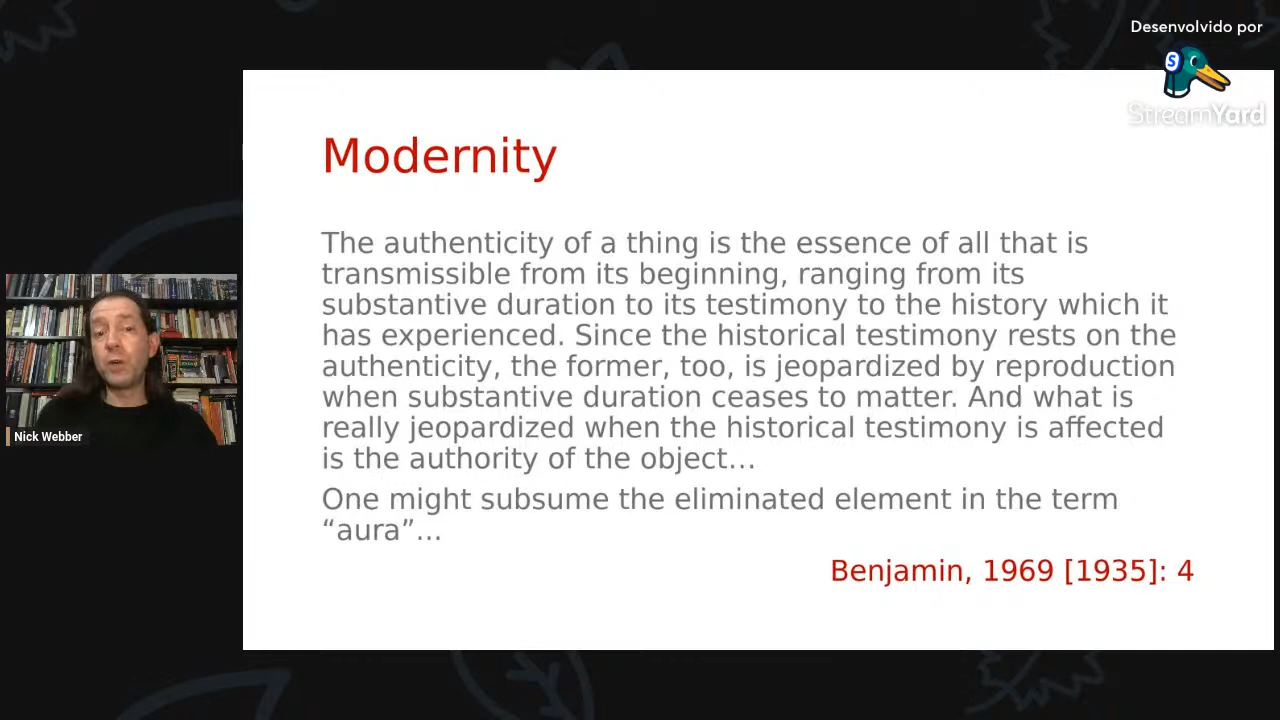 Desenvolvido por
S
StreamYard
Modernity
The authenticity of a thing is the essence of all that is
transmissible from its beginning, ranging from its
substantive duration to its testimony to the history which it
has experienced. Since the historical testimony rests on the
authenticity, the former, too, is jeopardized by reproduction
when substantive duration ceases to matter. And what is
really jeopardized when the historical testimony is affected
is the authority of the object…
One might subsume the eliminated element in the term
“aura”…
Benjamin, 1969 [1935]: 4
Nick Webber